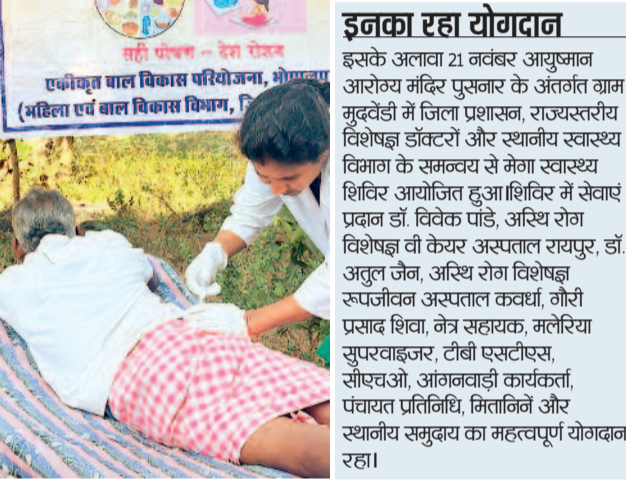 सही पोषण – देश रोशन
एकीकृत बाल विकास परियोजना,
(महिला एवं बाल विकास विभाग,
इनका रहा योगदान
इसके अलावा 21 नवंबर आयुष्मान
आरोग्य मंदिर पुसनार के अंतर्गत ग्राम
मुदवेंडी में जिला प्रशासन, राज्यस्तरीय
विशेषज्ञ डॉक्टरों और स्थानीय स्वास्थ्य
विभाग के समन्वय से मेगा स्वास्थ्य
शिविर आयोजित हुआ।शिविर में सेवाएं
प्रदान डॉ. विवेक पांडे, अस्थि रोग
विशेषज्ञ वी केयर अस्पताल रायपुर, डॉ.
अतुल जैन, अस्थि रोग विशेषज्ञ
रूपजीवन अस्पताल कवर्धा, गौरी
प्रसाद शिवा, नेत्र सहायक, मलेरिया
सुपरवाइजर, टीबी एसटीएस,
सीएचओ, आंगनवाड़ी कार्यकर्ता,
पंचायत प्रतिनिधि, मितानिनें और
स्थानीय समुदाय का महत्वपूर्ण योगदान
रहा।